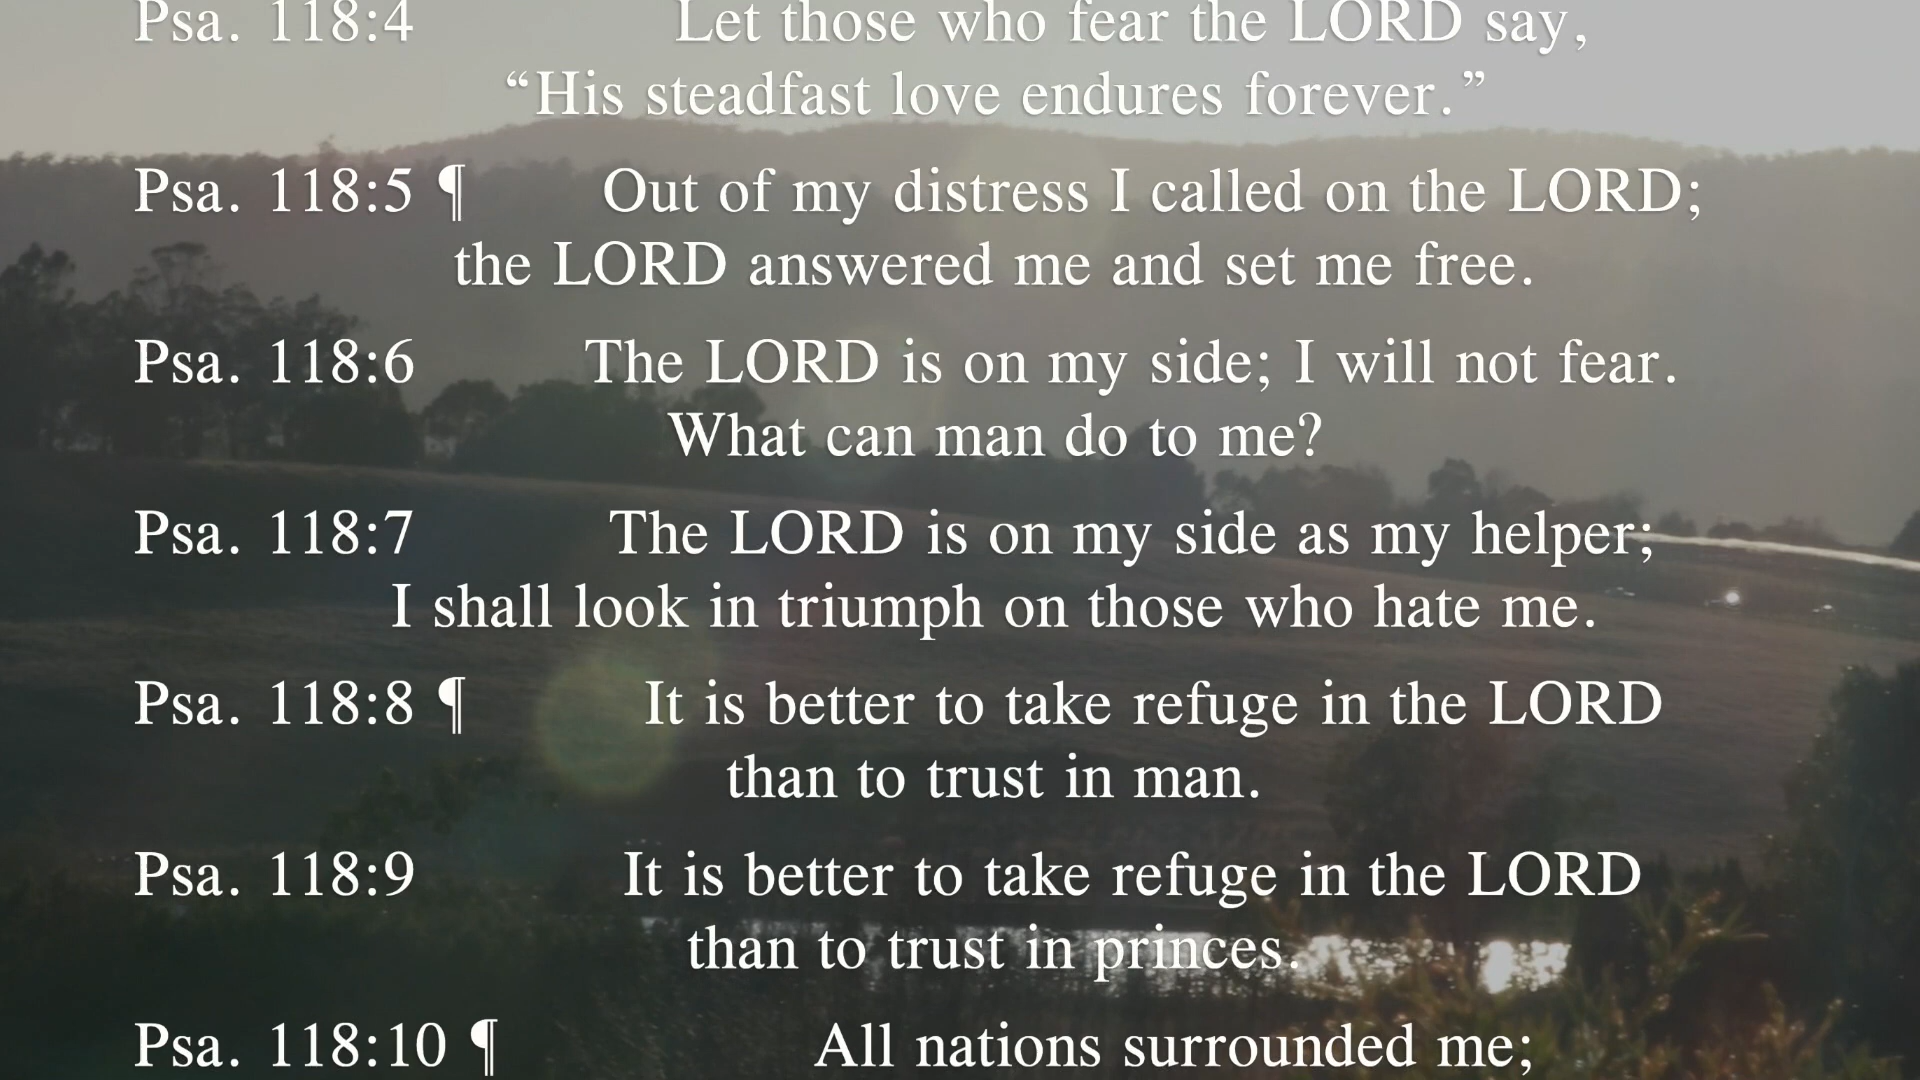 Psa. 118:4 Let those who fear the LORD say,
“His steadfast love endures forever.”
Psa. 118:5 ¶ Out of my distress I called on the LORD;
the LORD answered me and set me free.
Psa. 118:6 The LORD is on my side; I will not fear.
What can man do to me?
Psa. 118:7 The LORD is on my side as my helper;
I shall look in triumph on those who hate me.
Psa. 118:8 ¶ It is better to take refuge in the LORD
than to trust in man.
Psa. 118:9 It is better to take refuge in the LORD
than to trust in princes.
Psa. 118:10 ¶ All nations surrounded me;